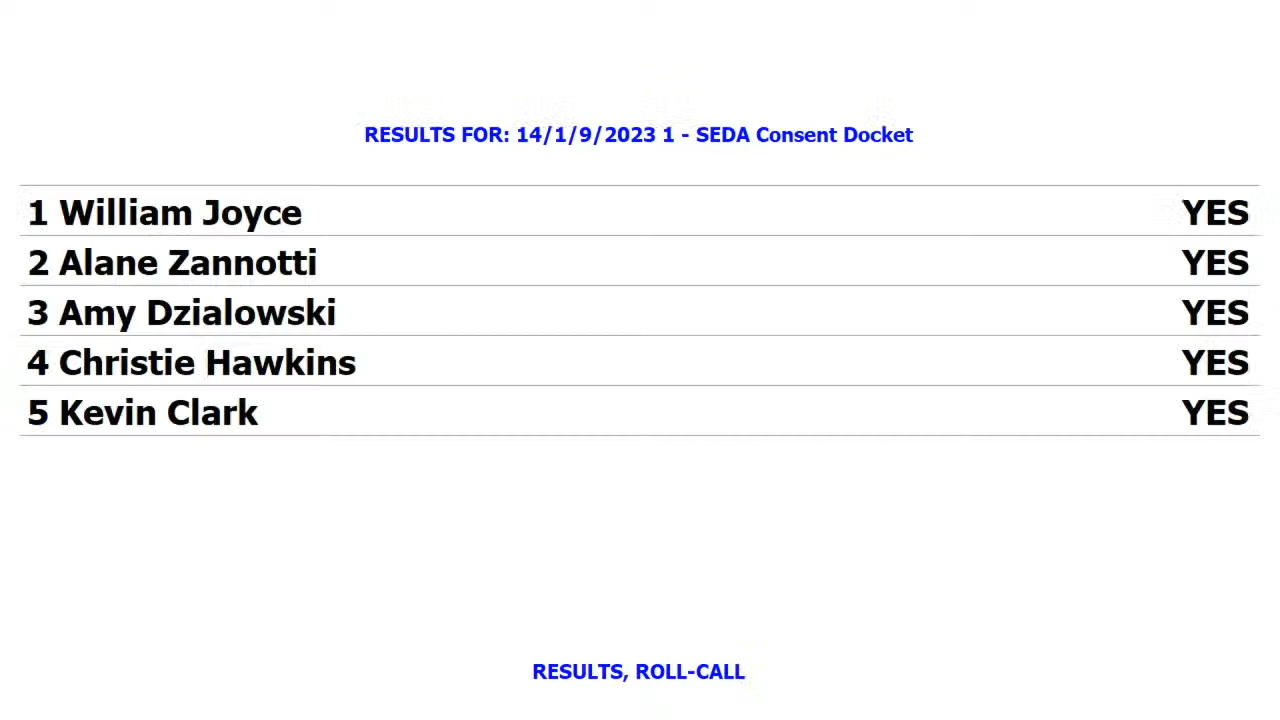 RESULTS FOR: 14/1/9/2023 1 - SEDA Consent Docket
1 William Joyce YES
2 Alane Zannotti YES
3 Amy Dzialowski YES
4 Christie Hawkins YES
5 Kevin Clark YES
RESULTS, ROLL-CALL